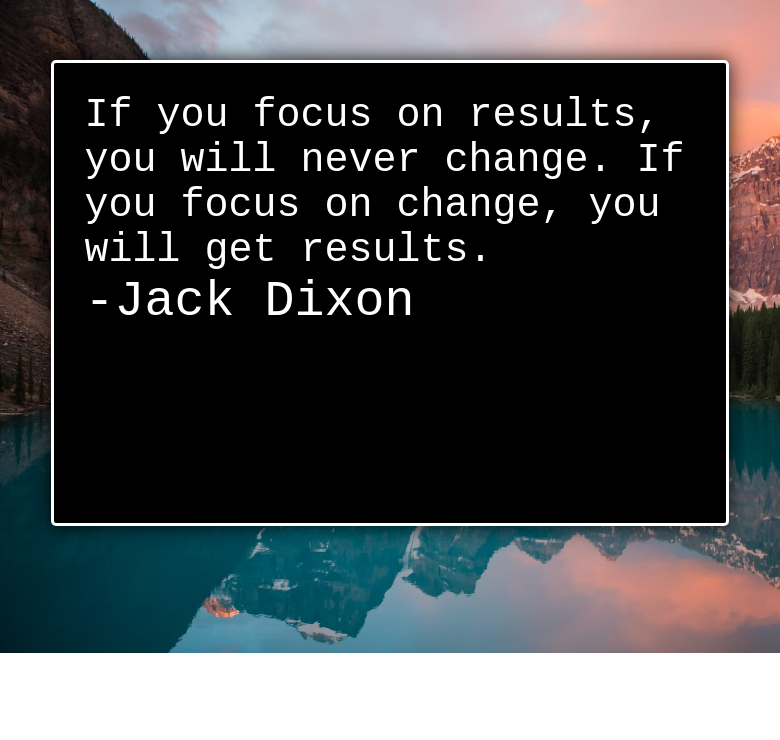 If you focus on results,
you will never change. If
you focus on change, you
will get results.
-Jack Dixon